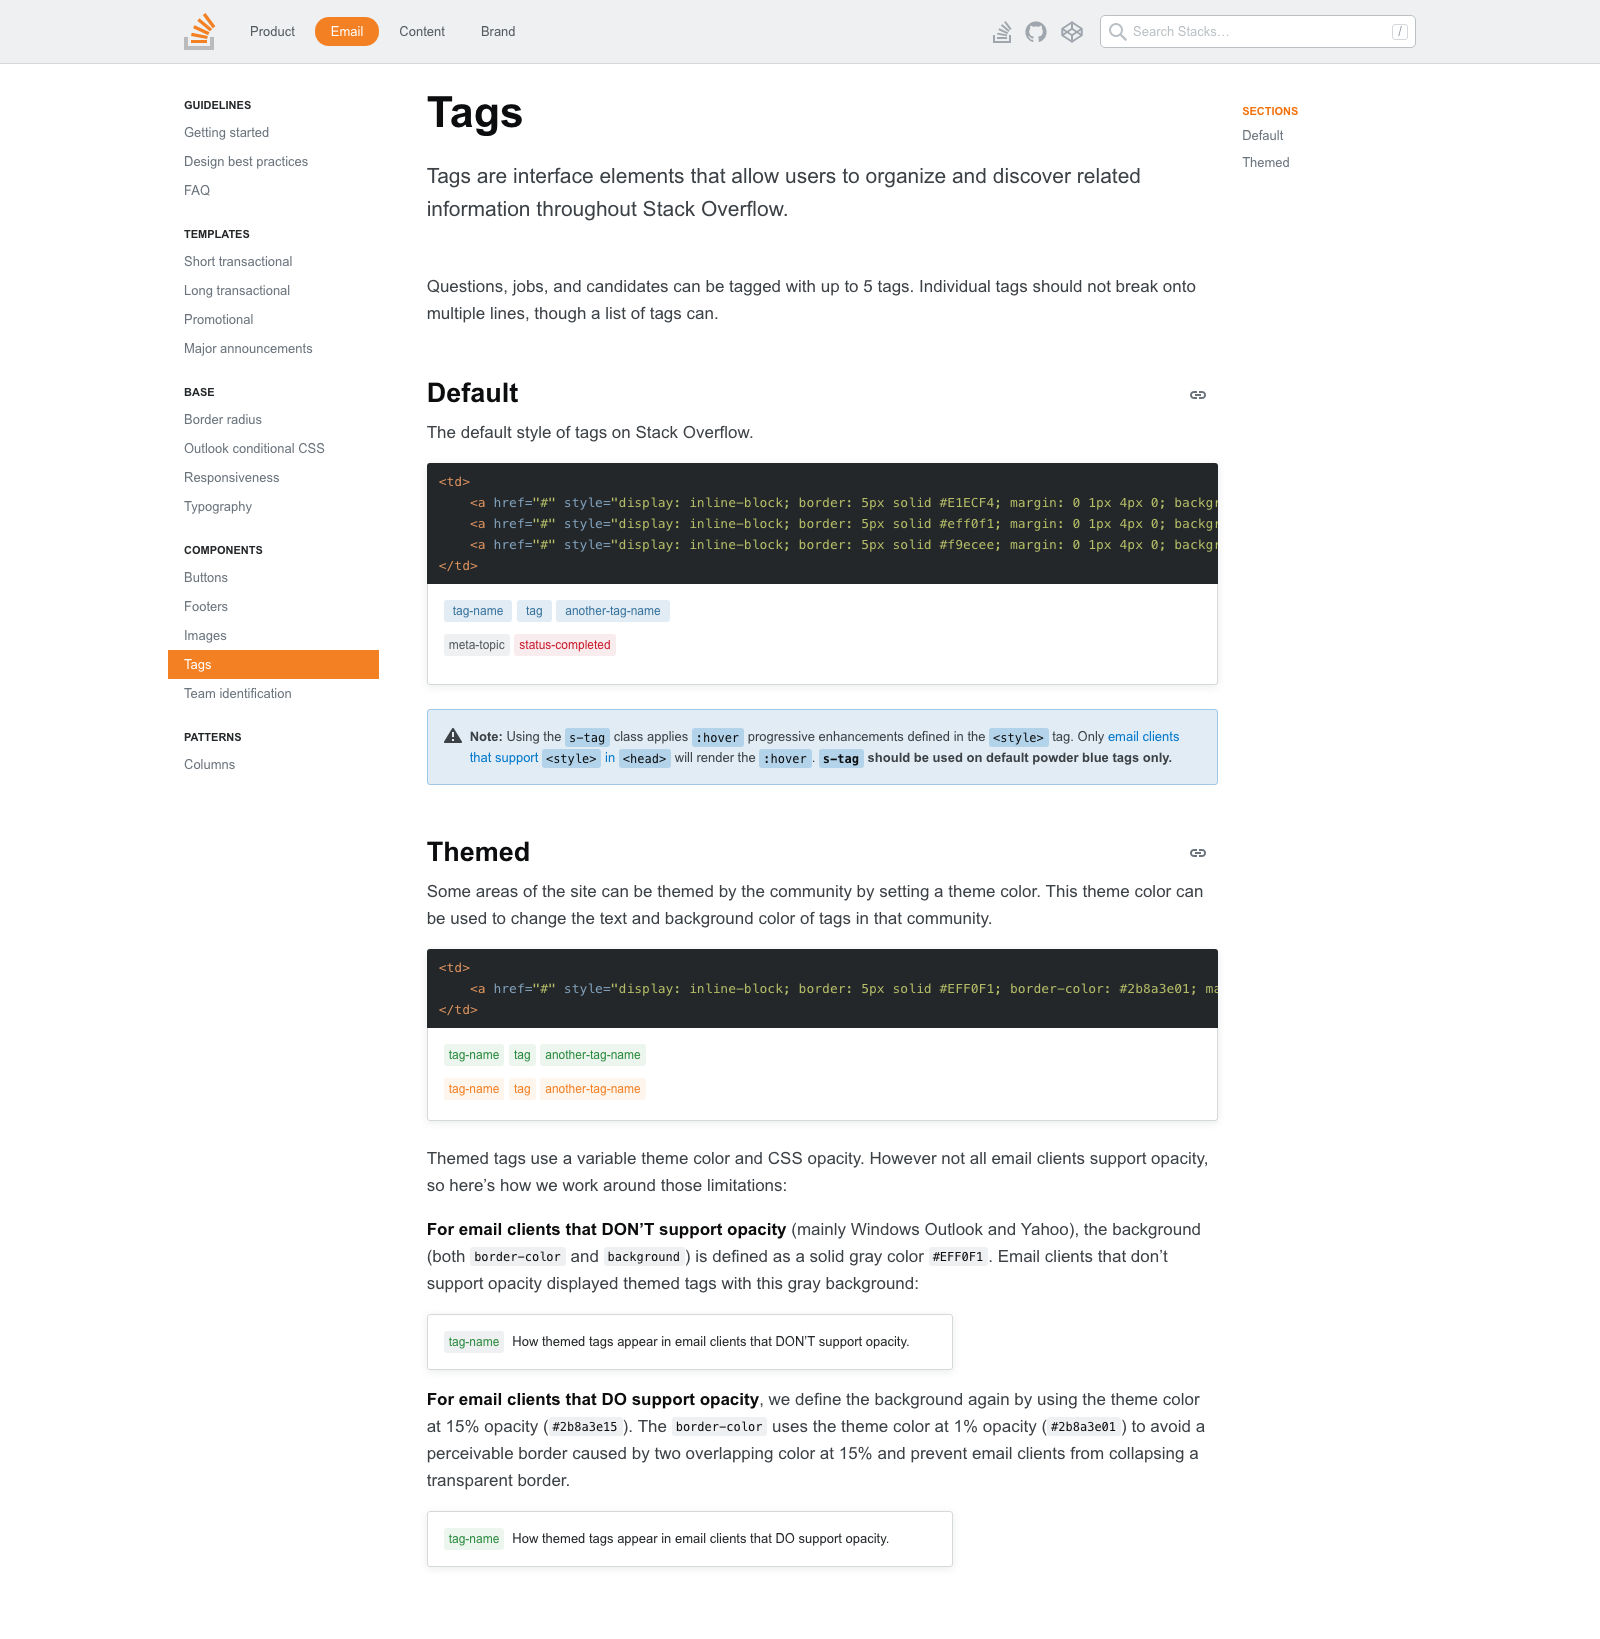 Product
Email
Content
Brand
Search Stacks…
/
GUIDELINES
Getting started
Design best practices
FAQ
TEMPLATES
Short transactional
Long transactional
Promotional
Major announcements
BASE
Border radius
Outlook conditional CSS
Responsiveness
Typography
COMPONENTS
Buttons
Footers
Images
Tags
Team identification
PATTERNS
Columns
Tags
Tags are interface elements that allow users to organize and discover related
information throughout Stack Overflow.
Questions, jobs, and candidates can be tagged with up to 5 tags. Individual tags should not break onto
multiple lines, though a list of tags can.
Default
The default style of tags on Stack Overflow.
<td>
<a href="#" style="display: inline-block; border: 5px solid #E1ECF4; margin: 0 1px 4px 0; backgr
<a href="#" style="display: inline-block; border: 5px solid #eff0f1; margin: 0 1px 4px 0; backgr
<a href="#" style="display: inline-block; border: 5px solid #f9ecee; margin: 0 1px 4px 0; backgr
</td>
tag-name tag another-tag-name
meta-topic status-completed
Note: Using the s-tag class applies :hover progressive enhancements defined in the <style> tag. Only email clients
that support <style> in <head> will render the :hover. s-tag should be used on default powder blue tags only.
Themed
Some areas of the site can be themed by the community by setting a theme color. This theme color can
be used to change the text and background color of tags in that community.
<td>
<a href="#" style="display: inline-block; border: 5px solid #EFF0F1; border-color: #2b8a3e01; ma
</td>
tag-name tag another-tag-name
tag-name tag another-tag-name
Themed tags use a variable theme color and CSS opacity. However not all email clients support opacity,
so here’s how we work around those limitations:
For email clients that DON’T support opacity (mainly Windows Outlook and Yahoo), the background
(both border-color and background) is defined as a solid gray color #EFF0F1. Email clients that don’t
support opacity displayed themed tags with this gray background:
tag-name How themed tags appear in email clients that DON’T support opacity.
For email clients that DO support opacity, we define the background again by using the theme color
at 15% opacity (#2b8a3e15). The border-color uses the theme color at 1% opacity (#2b8a3e01) to avoid a
perceivable border caused by two overlapping color at 15% and prevent email clients from collapsing a
transparent border.
tag-name How themed tags appear in email clients that DO support opacity.
SECTIONS
Default
Themed